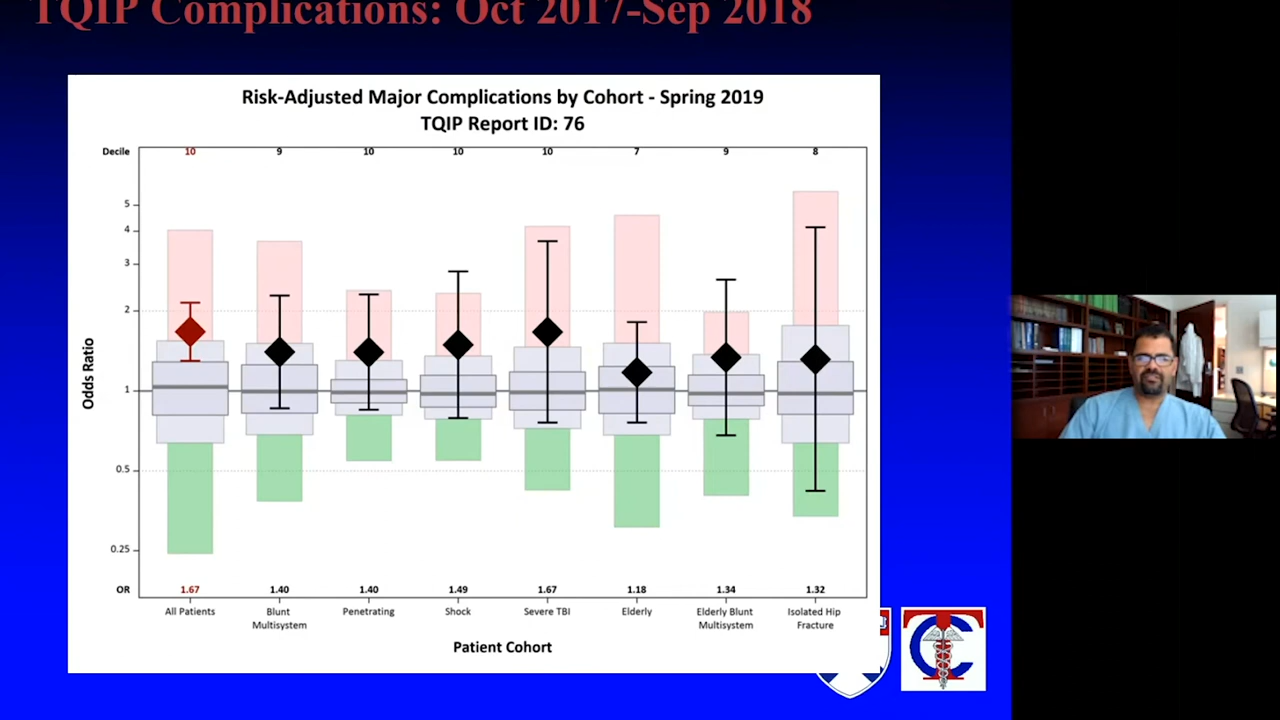 TQIP Complications: Oct 2017-Sep 2018
Risk-Adjusted Major Complications by Cohort - Spring 2019
TQIP Report ID: 76
Decile 10 9 10 10 10 7 9 8
5
4
3
2
1
0.5
0.25
Odds Ratio
OR 1.67 1.40 1.40 1.49 1.67 1.18 1.34 1.32
All Patients Blunt Penetrating Shock Severe TBI Elderly Elderly Blunt Isolated Hip
Multisystem Multisystem Fracture
Patient Cohort